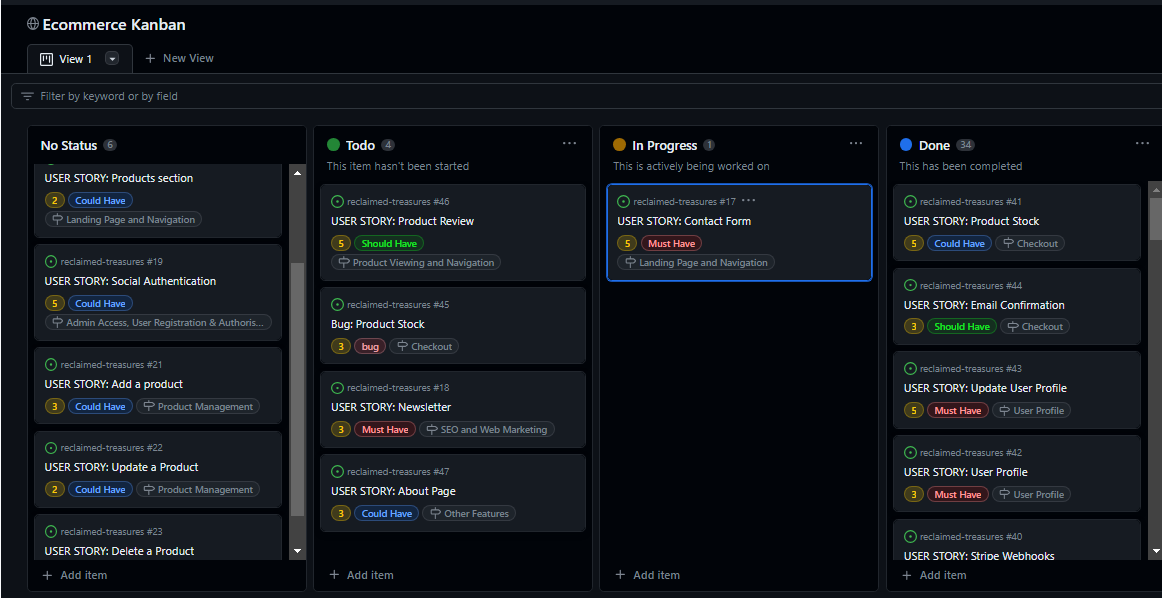 Ecommerce Kanban
View 1
New View
Filter by keyword or by field
No Status 6
USER STORY: Products section
2 Could Have
Landing Page and Navigation
reclaimed-treasures #19
USER STORY: Social Authentication
5 Could Have
Admin Access, User Registration & Authoris...
reclaimed-treasures #21
USER STORY: Add a product
3 Could Have Product Management
reclaimed-treasures #22
USER STORY: Update a Product
2 Could Have Product Management
reclaimed-treasures #23
USER STORY: Delete a Product
+ Add item
Todo 4
This item hasn't been started
reclaimed-treasures #46
USER STORY: Product Review
5 Should Have
Product Viewing and Navigation
reclaimed-treasures #45
Bug: Product Stock
3 bug Checkout
reclaimed-treasures #18
USER STORY: Newsletter
3 Must Have SEO and Web Marketing
reclaimed-treasures #47
USER STORY: About Page
3 Could Have Other Features
+ Add item
In Progress 1
This is actively being worked on
reclaimed-treasures #17
USER STORY: Contact Form
5 Must Have
Landing Page and Navigation
+ Add item
Done 34
This has been completed
reclaimed-treasures #41
USER STORY: Product Stock
5 Could Have Checkout
reclaimed-treasures #44
USER STORY: Email Confirmation
3 Should Have Checkout
reclaimed-treasures #43
USER STORY: Update User Profile
5 Must Have User Profile
reclaimed-treasures #42
USER STORY: User Profile
3 Must Have User Profile
reclaimed-treasures #40
USER STORY: Stripe Webhooks
+ Add item